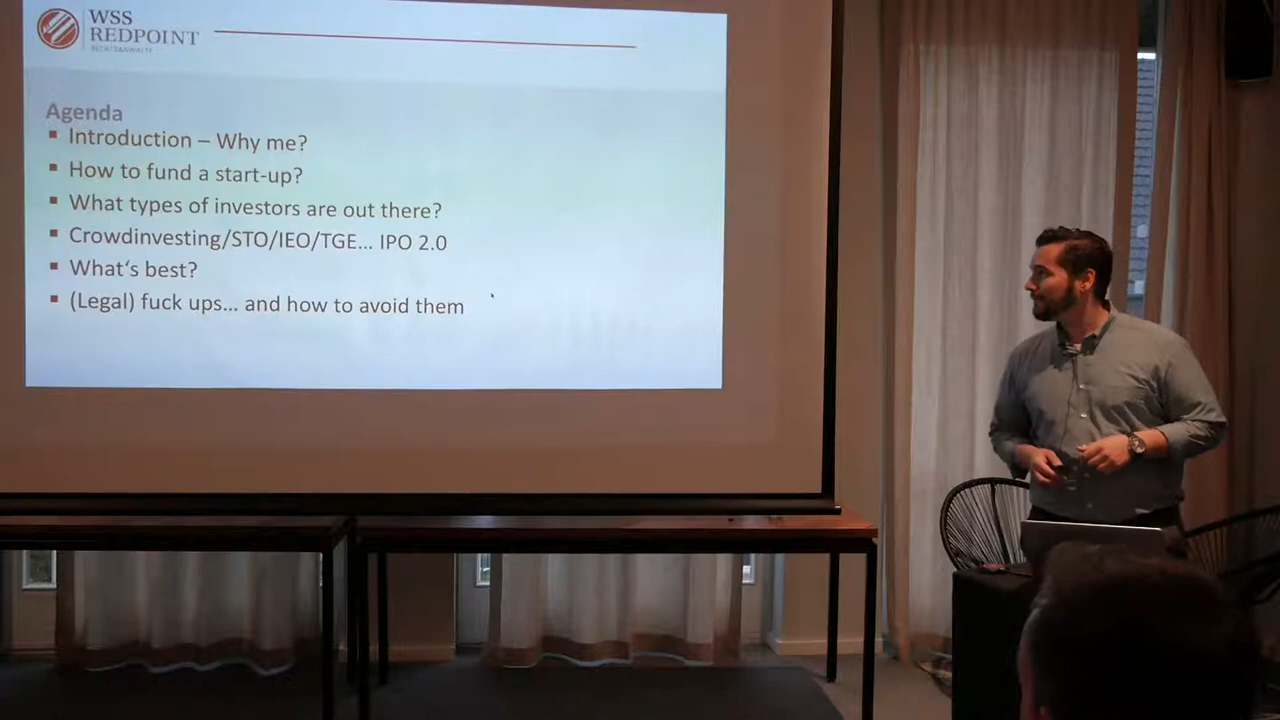 WSS
REDPOINT
RECHTSANWÄLTE
Agenda
▪ Introduction – Why me?
▪ How to fund a start-up?
▪ What types of investors are out there?
▪ Crowdinvesting/STO/IEO/TGE... IPO 2.0
▪ What‘s best?
▪ (Legal) fuck ups... and how to avoid them